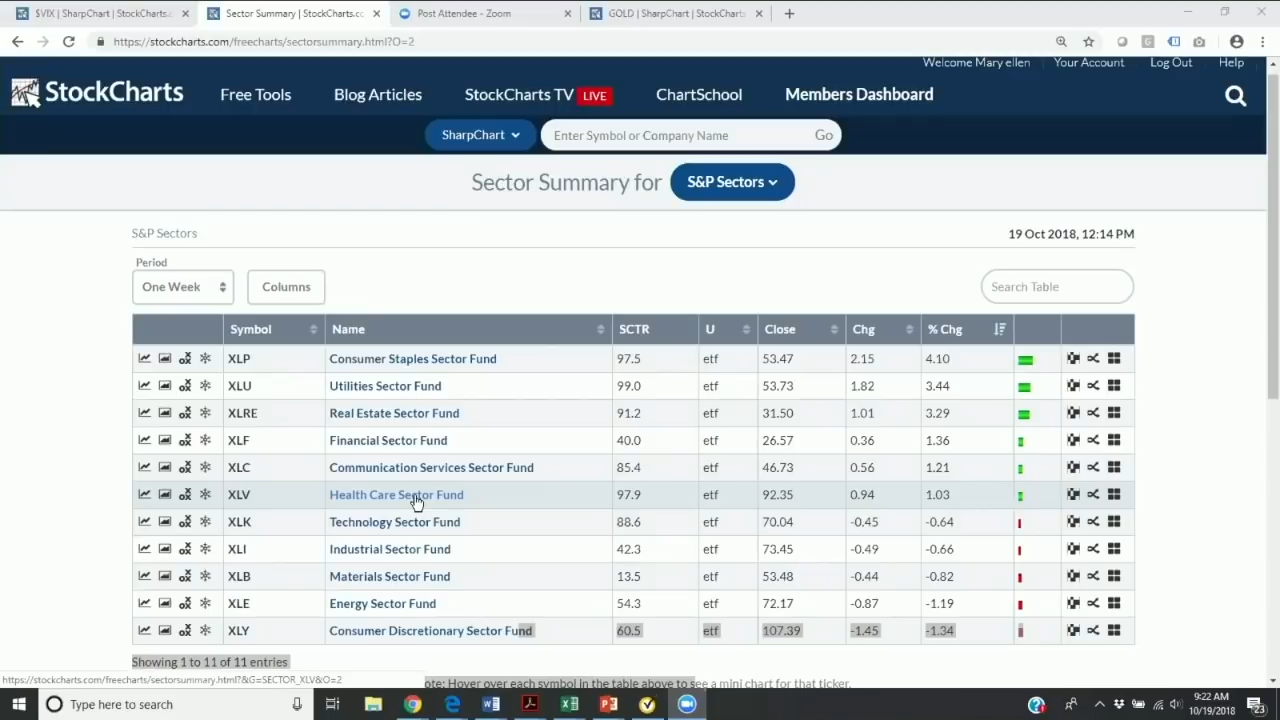 $VIX | SharpChart | StockCharts.c
Sector Summary | StockCharts.cc
Post Attendee - Zoom
GOLD | SharpChart | StockCharts
https://stockcharts.com/freecharts/sectorsummary.html?O=2
Welcome Mary ellen Your Account Log Out Help
StockCharts Free Tools Blog Articles StockCharts TV LIVE ChartSchool Members Dashboard
SharpChart Enter Symbol or Company Name Go
Sector Summary for S&P Sectors
S&P Sectors 19 Oct 2018, 12:14 PM
Period
One Week Columns Search Table
Symbol Name SCTR U Close Chg % Chg
XLP Consumer Staples Sector Fund 97.5 etf 53.47 2.15 4.10
XLU Utilities Sector Fund 99.0 etf 53.73 1.82 3.44
XLRE Real Estate Sector Fund 91.2 etf 31.50 1.01 3.29
XLF Financial Sector Fund 40.0 etf 26.57 0.36 1.36
XLC Communication Services Sector Fund 85.4 etf 46.73 0.56 1.21
XLV Health Care Sector Fund 97.9 etf 92.35 0.94 1.03
XLK Technology Sector Fund 88.6 etf 70.04 -0.45 -0.64
XLI Industrial Sector Fund 42.3 etf 73.45 -0.49 -0.66
XLB Materials Sector Fund 13.5 etf 53.48 -0.44 -0.82
XLE Energy Sector Fund 54.3 etf 72.17 -0.87 -1.19
XLY Consumer Discretionary Sector Fund 60.5 etf 107.39 -1.45 -1.34
Showing 1 to 11 of 11 entries
https://stockcharts.com/freecharts/sectorsummary.html?&G=SECTOR_XLV&O=2
ote: Hover over each symbol in the table above to see a mini chart for that ticker.
Type here to search
9:22 AM
10/19/2018
23